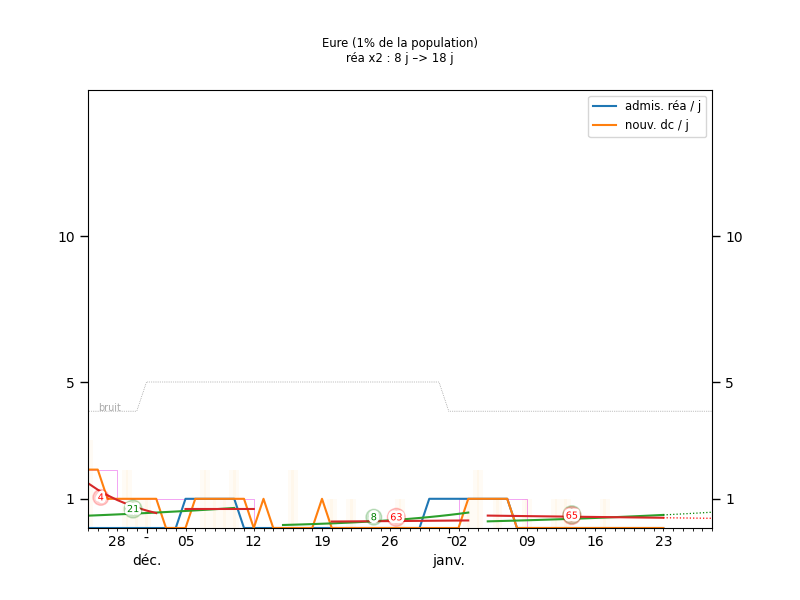 Eure (1% de la population)
réa x2 : 8 j –> 18 j
admis. réa / j
nouv. dc / j
10 10
5 5
bruit
1 1
4 21 8 63 65
28 - 05 12 19 26 02 09 16 23
déc. janv.